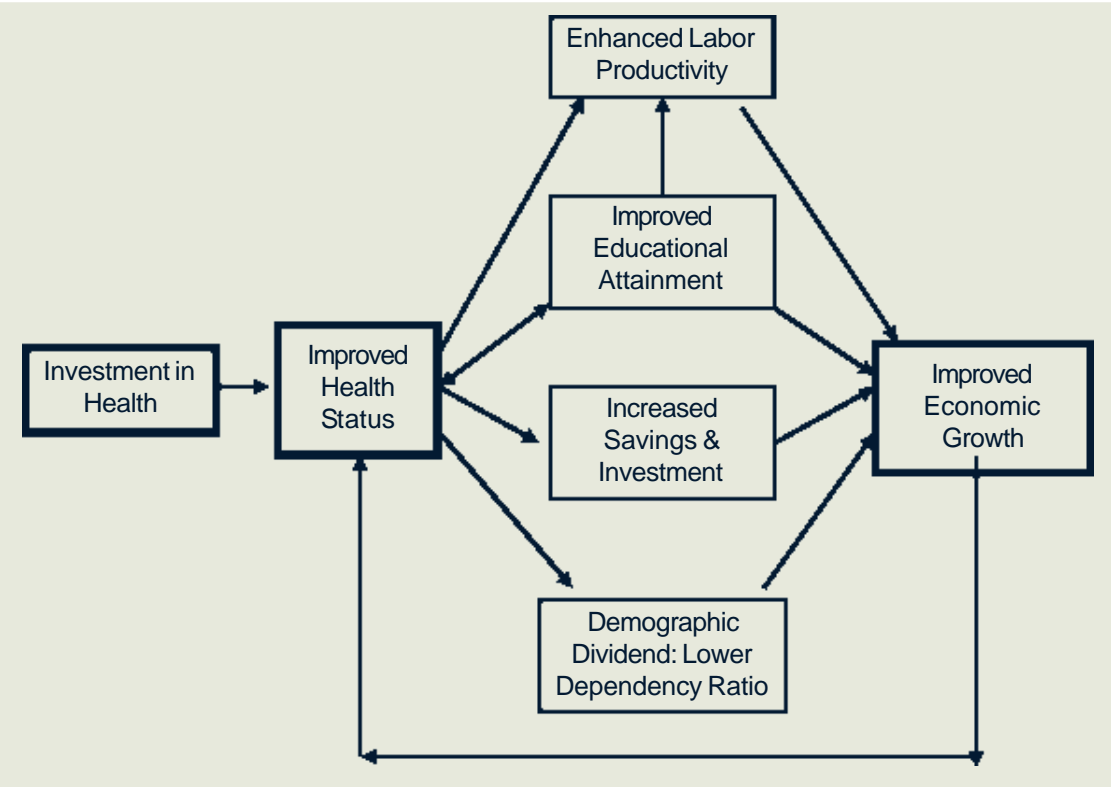 Enhanced Labor
Productivity
Improved
Educational
Attainment
Investment in
Health
Improved
Health
Status
Increased
Savings &
Investment
Improved
Economic
Growth
Demographic
Dividend: Lower
Dependency Ratio